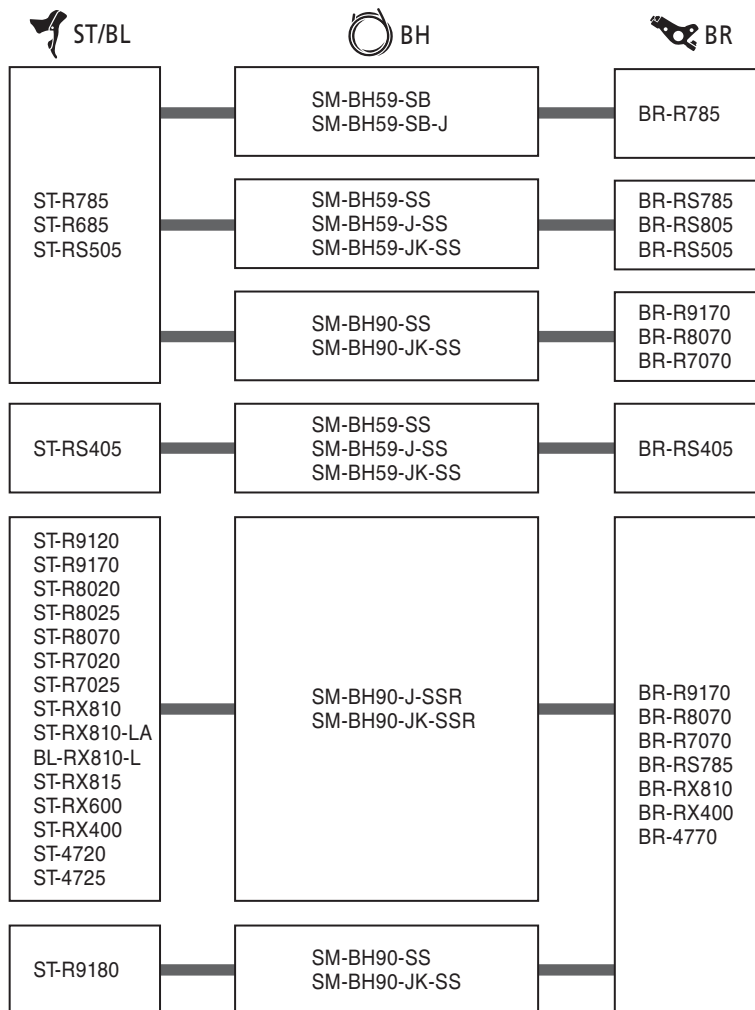 ST/BL
BH
BR
ST-R785
ST-R685
ST-RS505
SM-BH59-SB
SM-BH59-SB-J
BR-R785
SM-BH59-SS
SM-BH59-J-SS
SM-BH59-JK-SS
BR-RS785
BR-RS805
BR-RS505
SM-BH90-SS
SM-BH90-JK-SS
BR-R9170
BR-R8070
BR-R7070
ST-RS405
SM-BH59-SS
SM-BH59-J-SS
SM-BH59-JK-SS
BR-RS405
ST-R9120
ST-R9170
ST-R8020
ST-R8025
ST-R8070
ST-R7020
ST-R7025
ST-RX810
ST-RX810-LA
BL-RX810-L
ST-RX815
ST-RX600
ST-RX400
ST-4720
ST-4725
SM-BH90-J-SSR
SM-BH90-JK-SSR
BR-R9170
BR-R8070
BR-R7070
BR-RS785
BR-RX810
BR-RX400
BR-4770
ST-R9180
SM-BH90-SS
SM-BH90-JK-SS